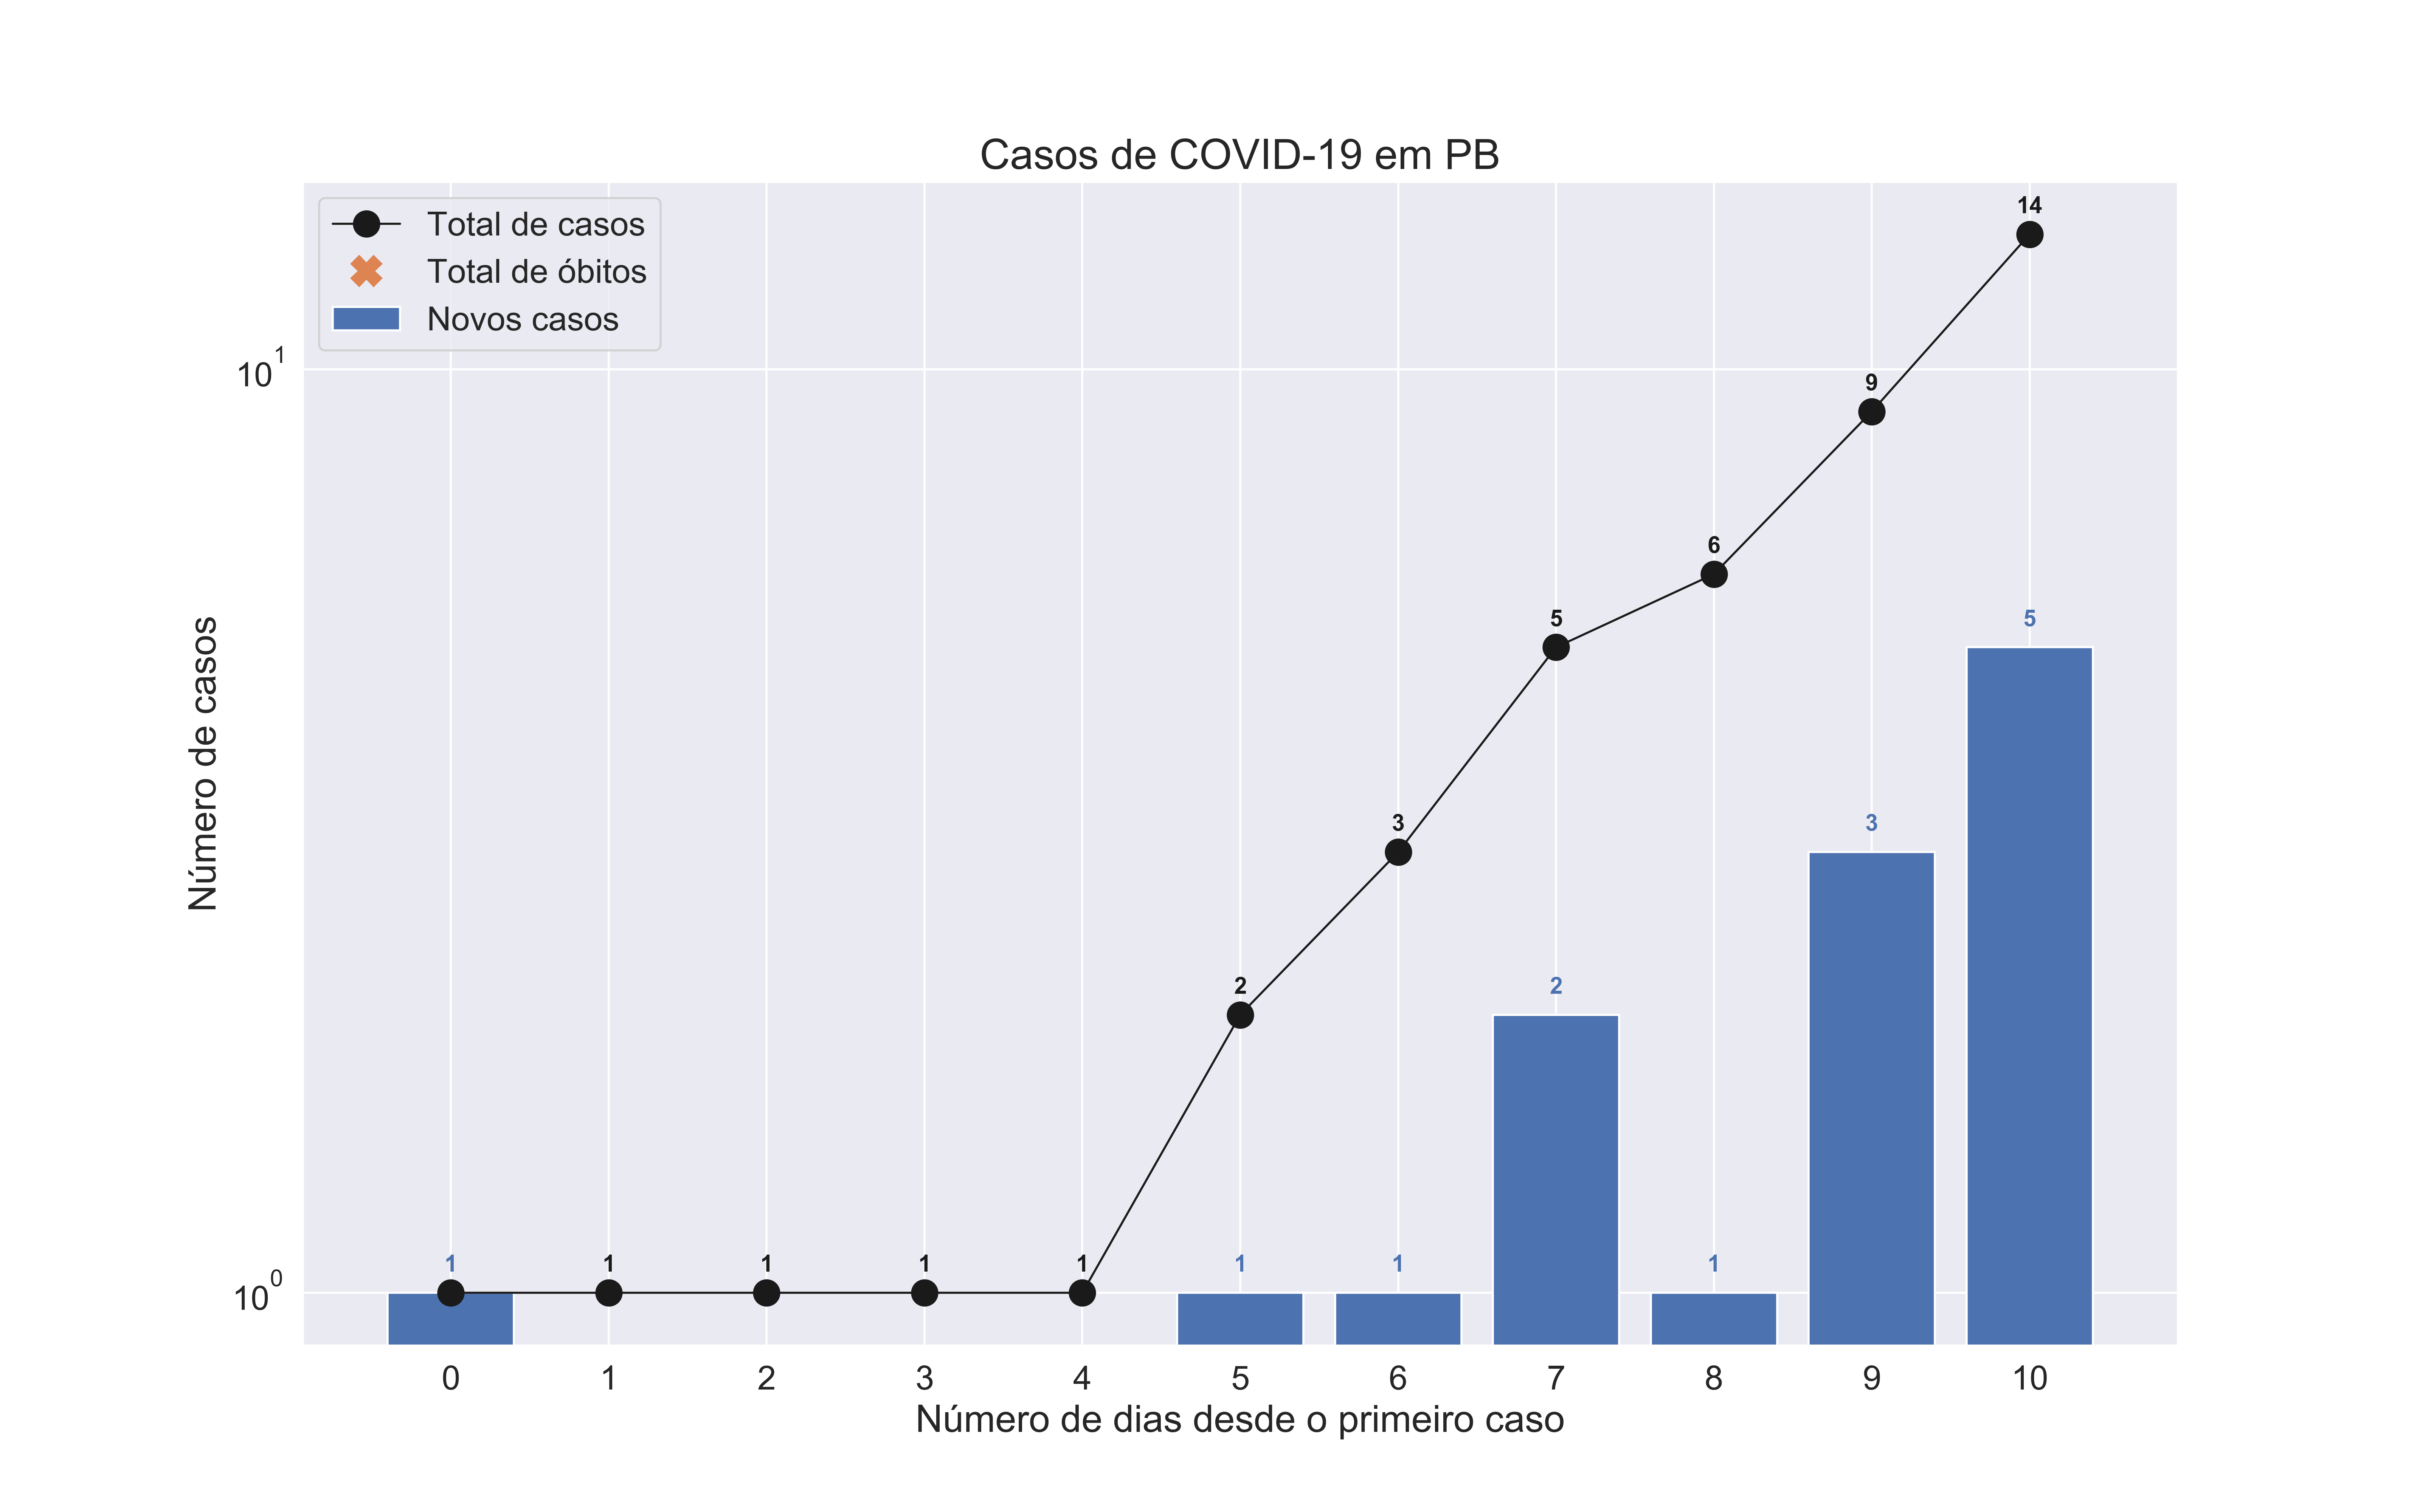 Casos de COVID-19 em PB
Total de casos
Total de óbitos
Novos casos
14
10^1
9
6
5
5
3
3
2
2
1
1
1
1
1
1
1
1
10^0
Número de casos
0 1 2 3 4 5 6 7 8 9 10
Número de dias desde o primeiro caso